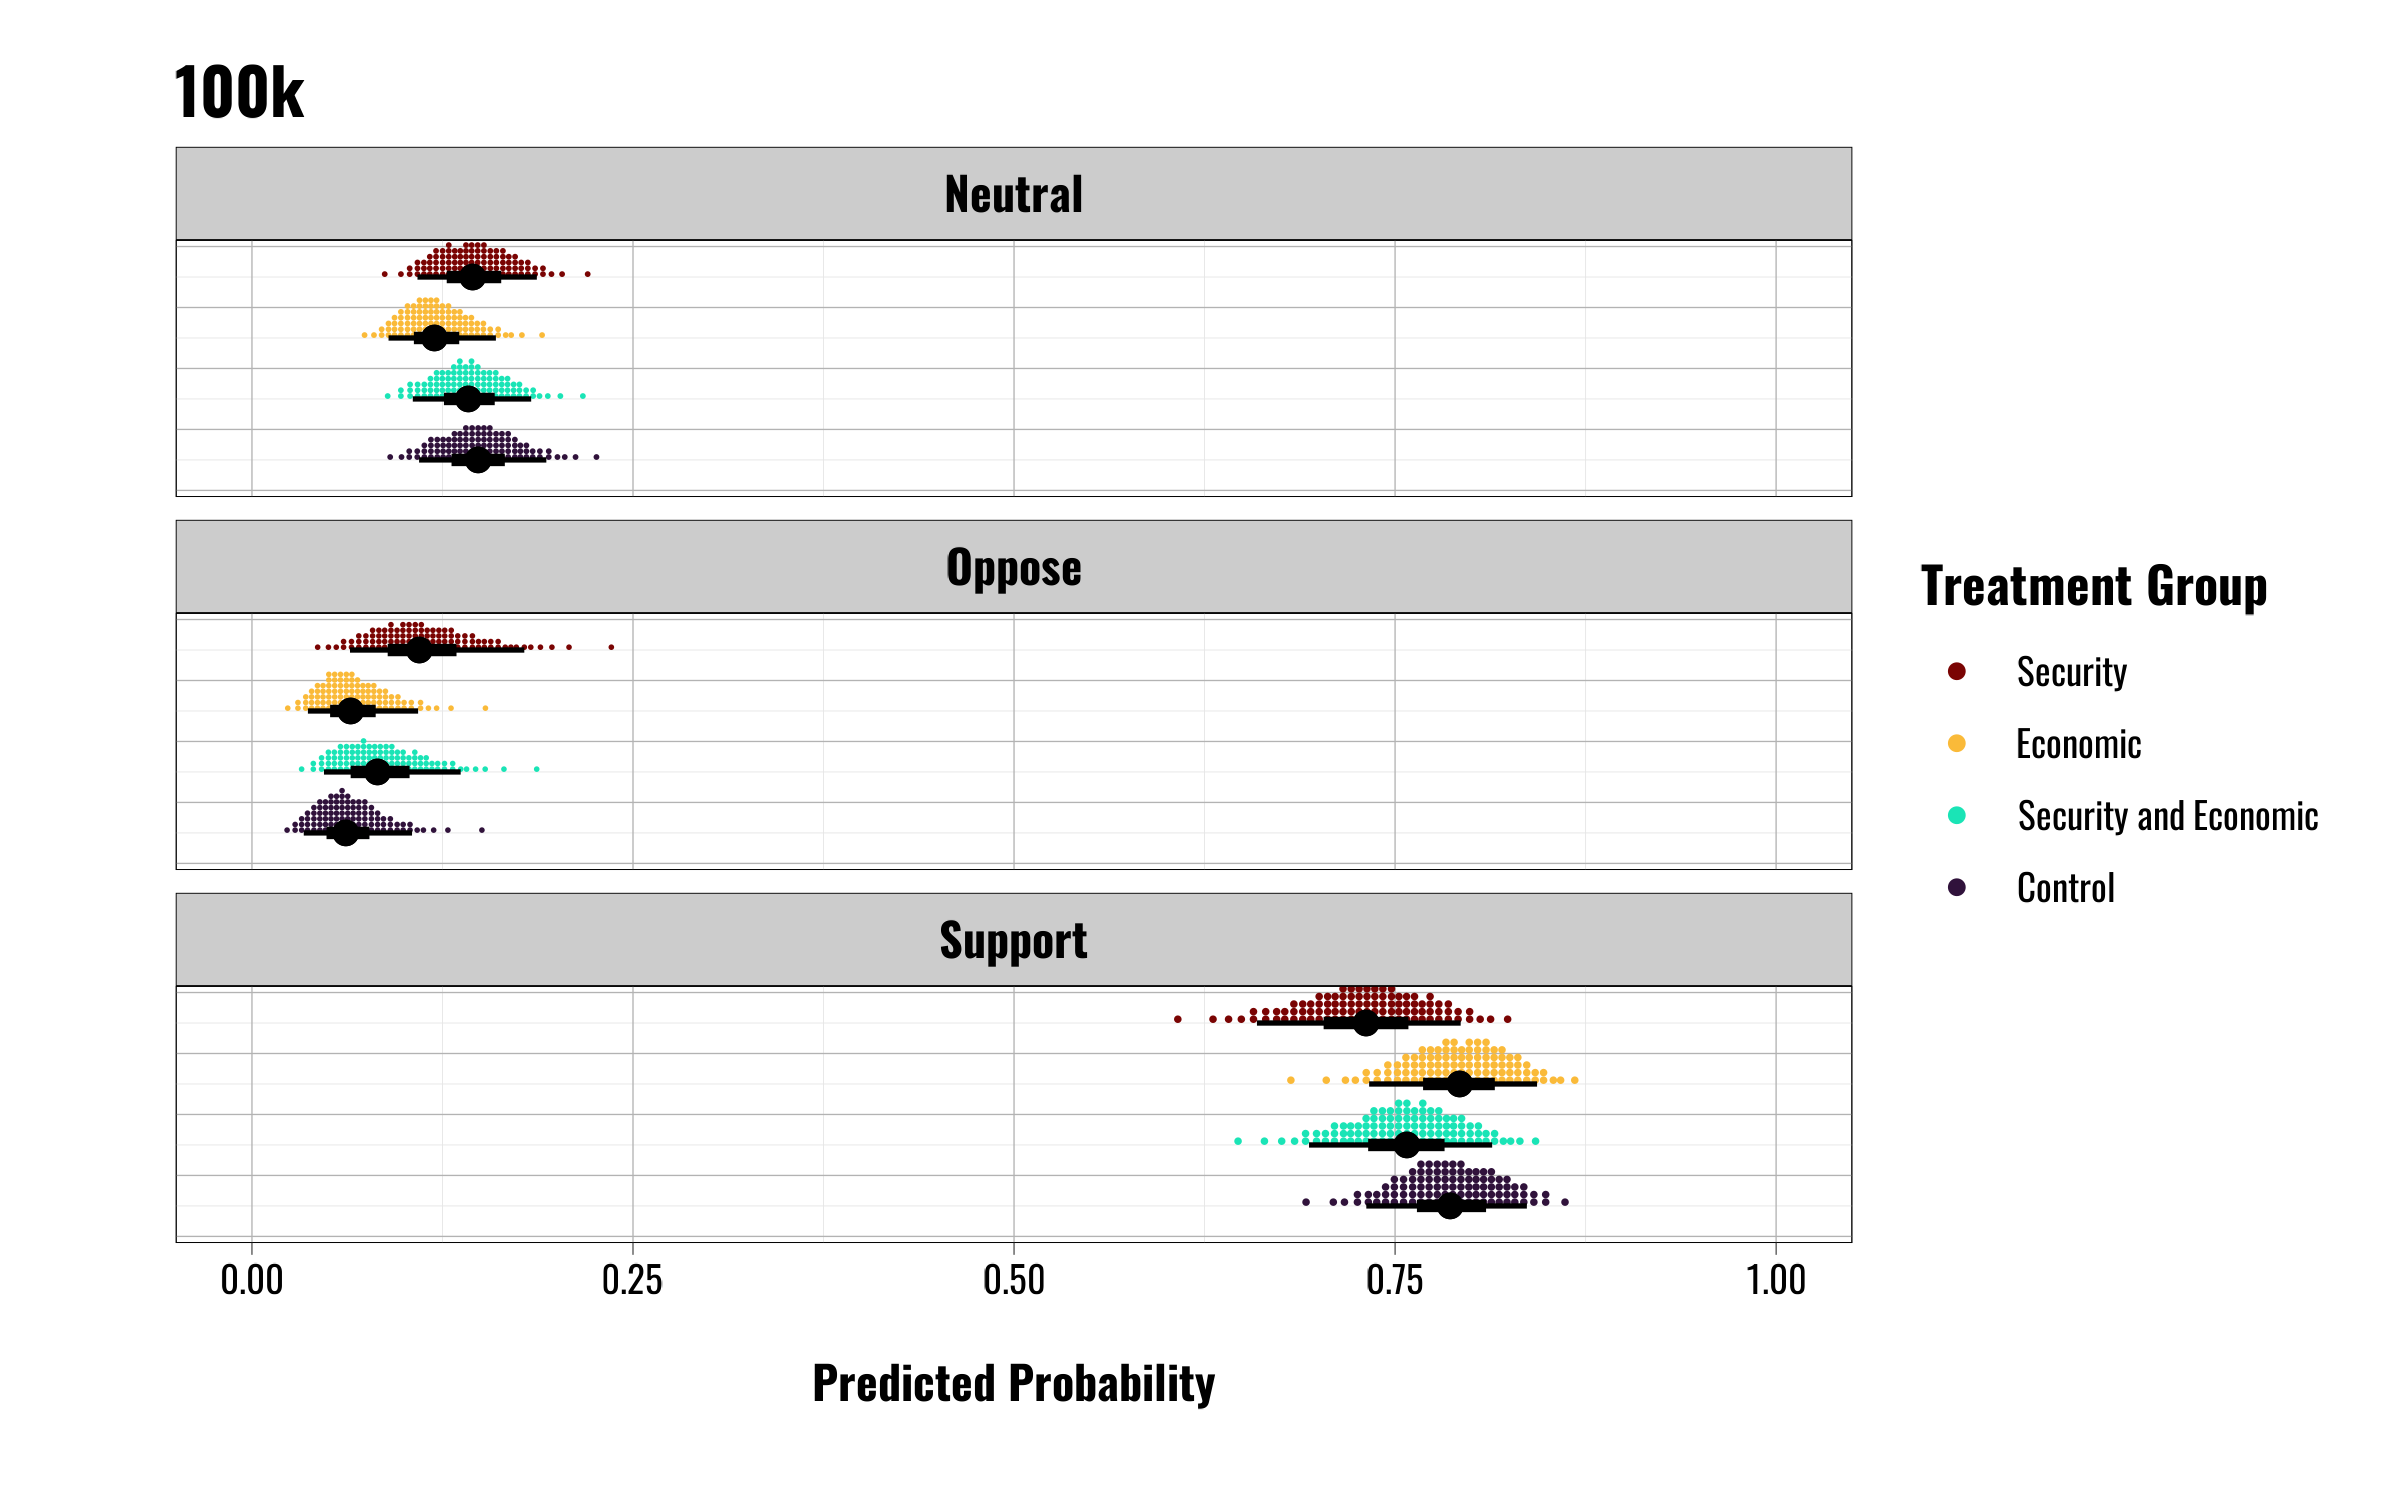 100k
Neutral
Oppose
Treatment Group
Security
Economic
Security and Economic
Control
Support
0.00 0.25 0.50 0.75 1.00
Predicted Probability